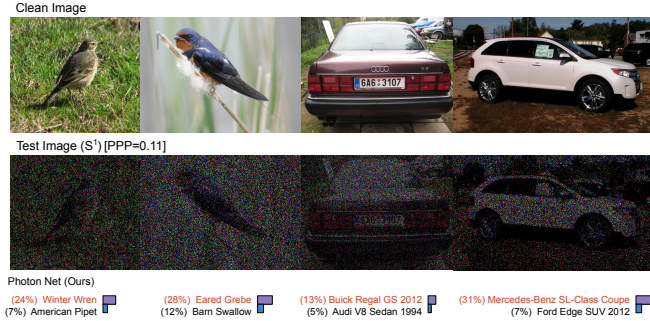 Clean Image
6A6:3107
Test Image (S¹) [PPP=0.11]
Photon Net (Ours)
(24%) Winter Wren
(7%) American Pipet
(28%) Eared Grebe
(12%) Barn Swallow
(13%) Buick Regal GS 2012
(5%) Audi V8 Sedan 1994
(31%) Mercedes-Benz SL-Class Coupe
(7%) Ford Edge SUV 2012